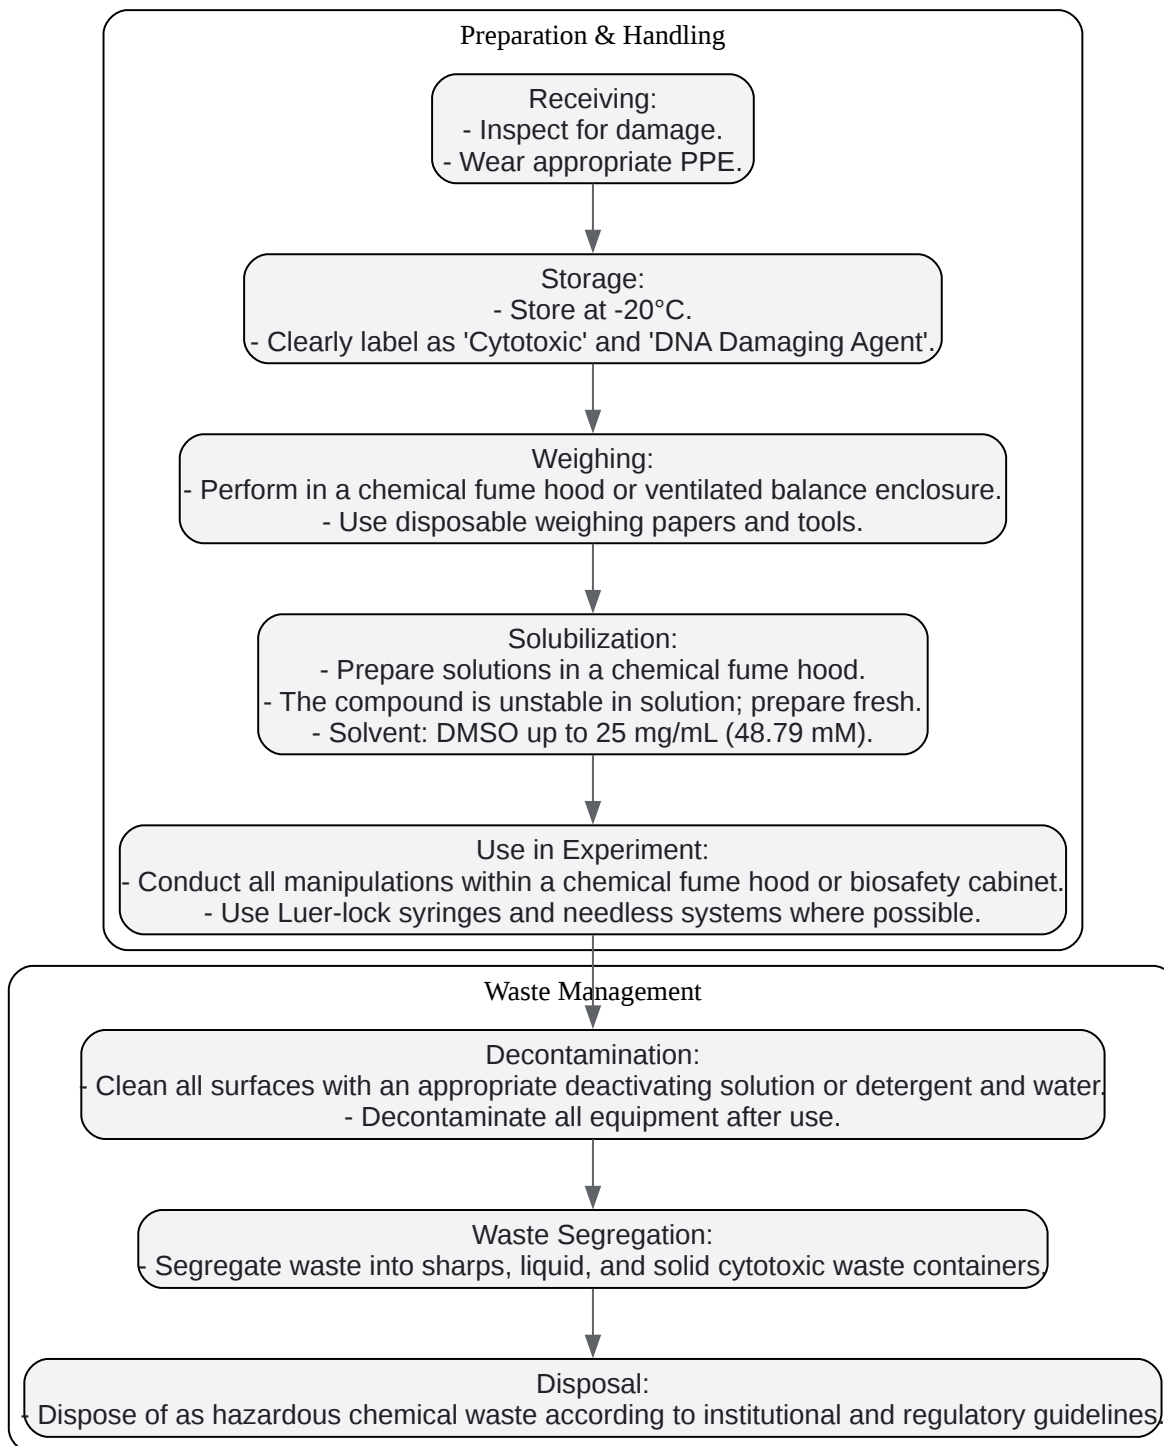 Preparation & Handling
Receiving:
- Inspect for damage.
- Wear appropriate PPE.
Storage:
- Store at -20°C.
- Clearly label as 'Cytotoxic' and 'DNA Damaging Agent'.
Weighing:
- Perform in a chemical fume hood or ventilated balance enclosure.
- Use disposable weighing papers and tools.
Solubilization:
- Prepare solutions in a chemical fume hood.
- The compound is unstable in solution; prepare fresh.
- Solvent: DMSO up to 25 mg/mL (48.79 mM).
Use in Experiment:
- Conduct all manipulations within a chemical fume hood or biosafety cabinet.
- Use Luer-lock syringes and needless systems where possible.
Waste Management
Decontamination:
- Clean all surfaces with an appropriate deactivating solution or detergent and water.
- Decontaminate all equipment after use.
Waste Segregation:
- Segregate waste into sharps, liquid, and solid cytotoxic waste containers.
Disposal:
- Dispose of as hazardous chemical waste according to institutional and regulatory guidelines.